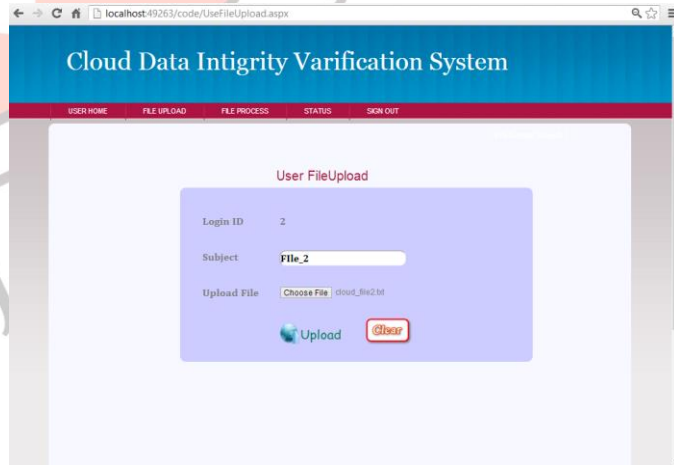 localhost:49263/code/UseFileUpload.aspx
Cloud Data Intigrity Varification System
USER HOME FILE UPLOAD FILE PROCESS STATUS SIGN OUT
User FileUpload
Login ID 2
Subject FIle_2
Upload File Choose File cloud_file2.txt
Upload Clear